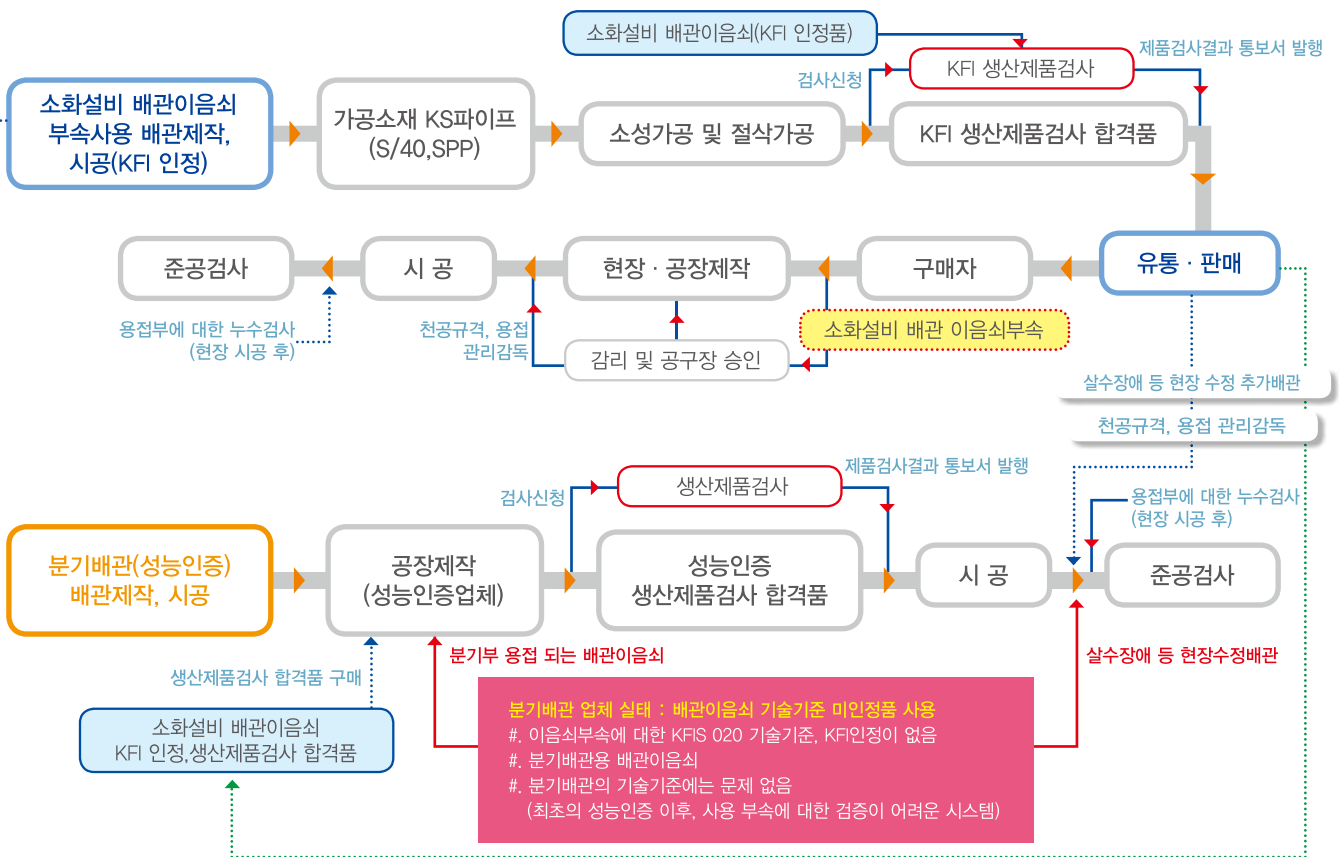 소화설비 배관이음쇠(KFI 인정품)
제품검사결과 통보서 발행
KFI 생산제품검사
검사신청
소화설비 배관이음쇠
부속사용 배관제작,
시공(KFI 인정)
가공소재 KS파이프
(S/40,SPP)
소성가공 및 절삭가공
KFI 생산제품검사 합격품
준공검사
시 공
현장 · 공장제작
구매자
유통 · 판매
용접부에 대한 누수검사
(현장 시공 후)
천공규격, 용접
관리감독
소화설비 배관 이음쇠부속
감리 및 공구장 승인
살수장애 등 현장 수정 추가배관
천공규격, 용접 관리감독
제품검사결과 통보서 발행
생산제품검사
검사신청
용접부에 대한 누수검사
(현장 시공 후)
분기배관(성능인증)
배관제작, 시공
공장제작
(성능인증업체)
성능인증
생산제품검사 합격품
시 공
준공검사
분기부 용접 되는 배관이음쇠
살수장애 등 현장수정배관
생산제품검사 합격품 구매
소화설비 배관이음쇠
KFI 인정,생산제품검사 합격품
분기배관 업체 실태 : 배관이음쇠 기술기준 미인정품 사용
#. 이음쇠부속에 대한 KFIS 020 기술기준, KFI인정이 없음
#. 분기배관용 배관이음쇠
#. 분기배관의 기술기준에는 문제 없음
(최초의 성능인증 이후, 사용 부속에 대한 검증이 어려운 시스템)